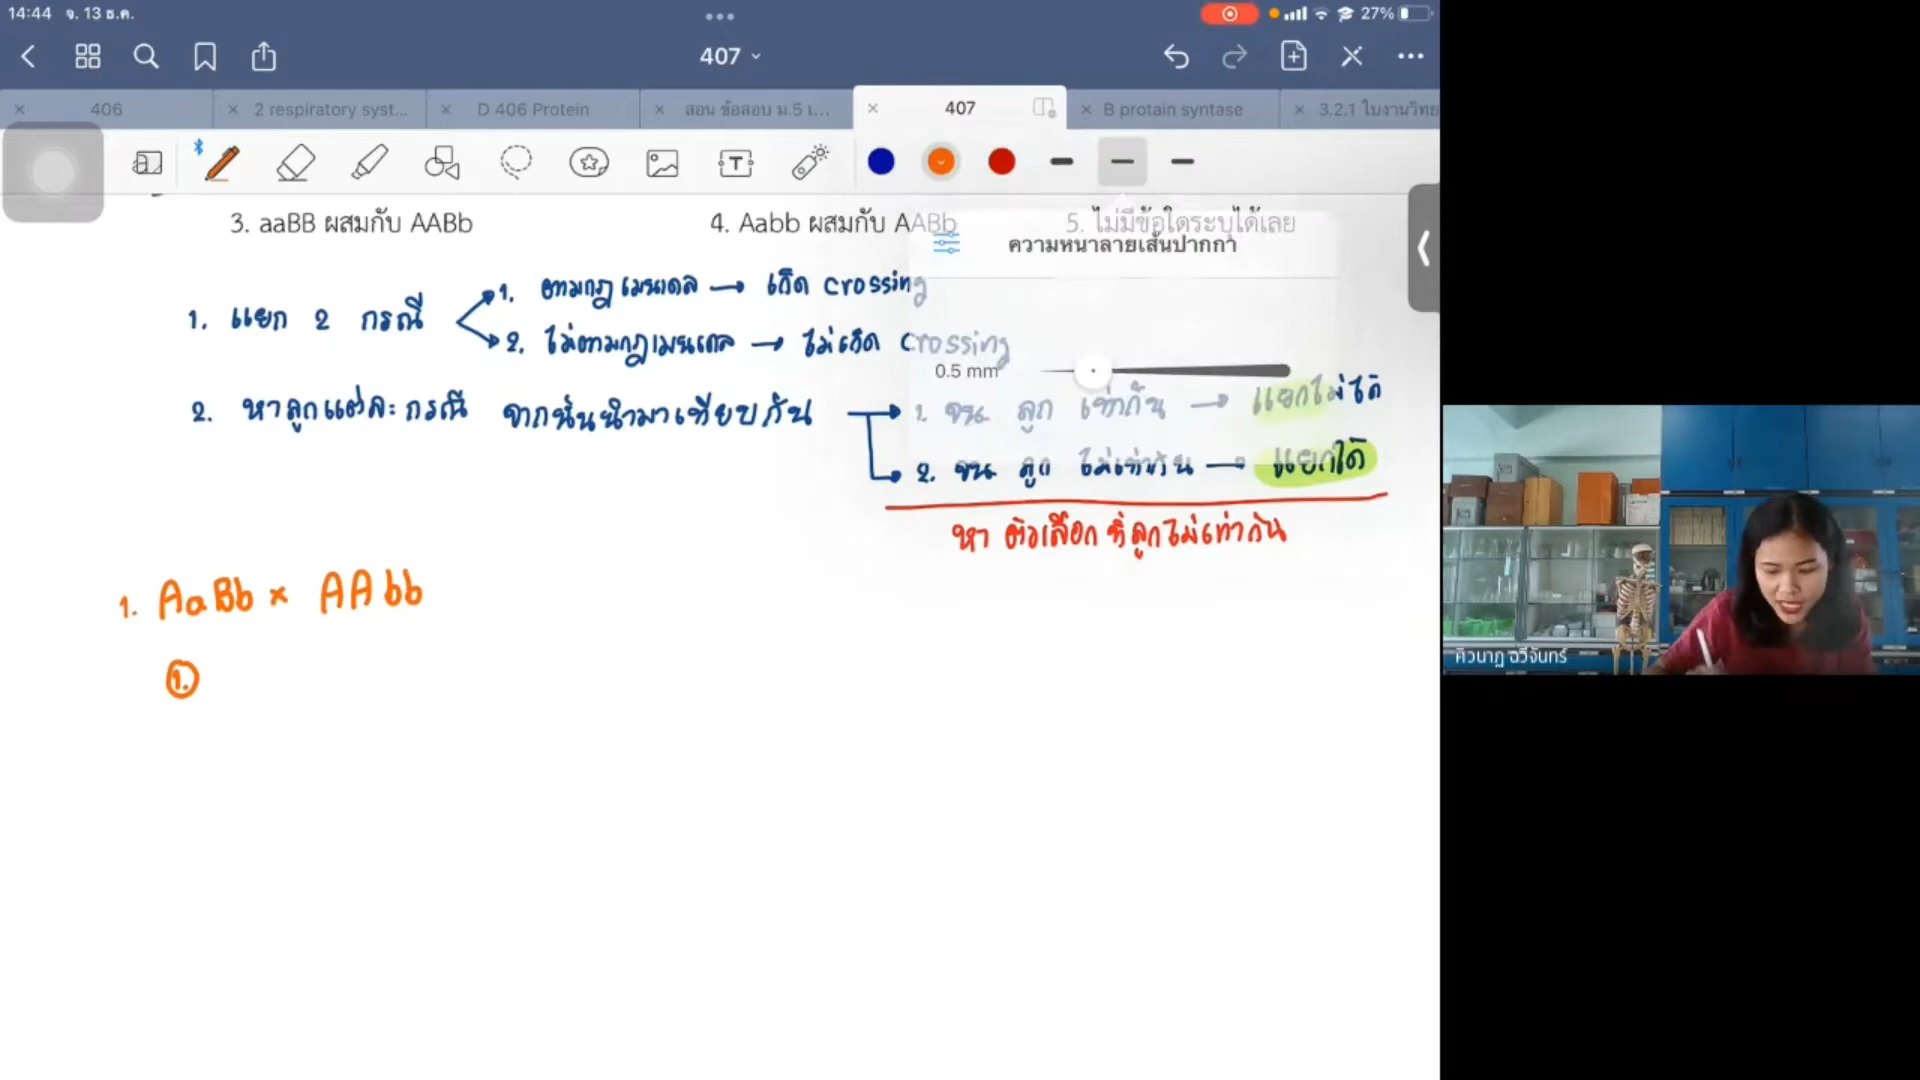 14:44 จ. 13 ธ.ค.
27%
407
406
2 respiratory syst...
D 406 Protein
สอน ข้อสอบ ม.5 เ...
407
B protain syntase
3.2.1 ใบงานวิทย
3. aaBB ผสมกับ AABb
4. Aabb ผสมกับ AABb
5. ไม่มีข้อใดระบุได้เลย
ความหนาลายเส้นปากกา
1. แยก 2 กรณี
1. ตามกฎเมนเดล → เกิด crossing
2. ไม่ตามกฎเมนเดล → ไม่เกิด crossing
0.5 mm
2. หาลูกแต่ละกรณี จากนั้นนำมาเทียบกัน
1. จน. ลูก เท่ากัน → แยกไม่ได้
2. จน. ลูก ไม่เท่ากัน → แยกได้
หา ตัวเลือก ที่ลูกไม่เท่ากัน
1. AaBb × AAbb
1.
ศิวนาฏ ฉวีจันทร์